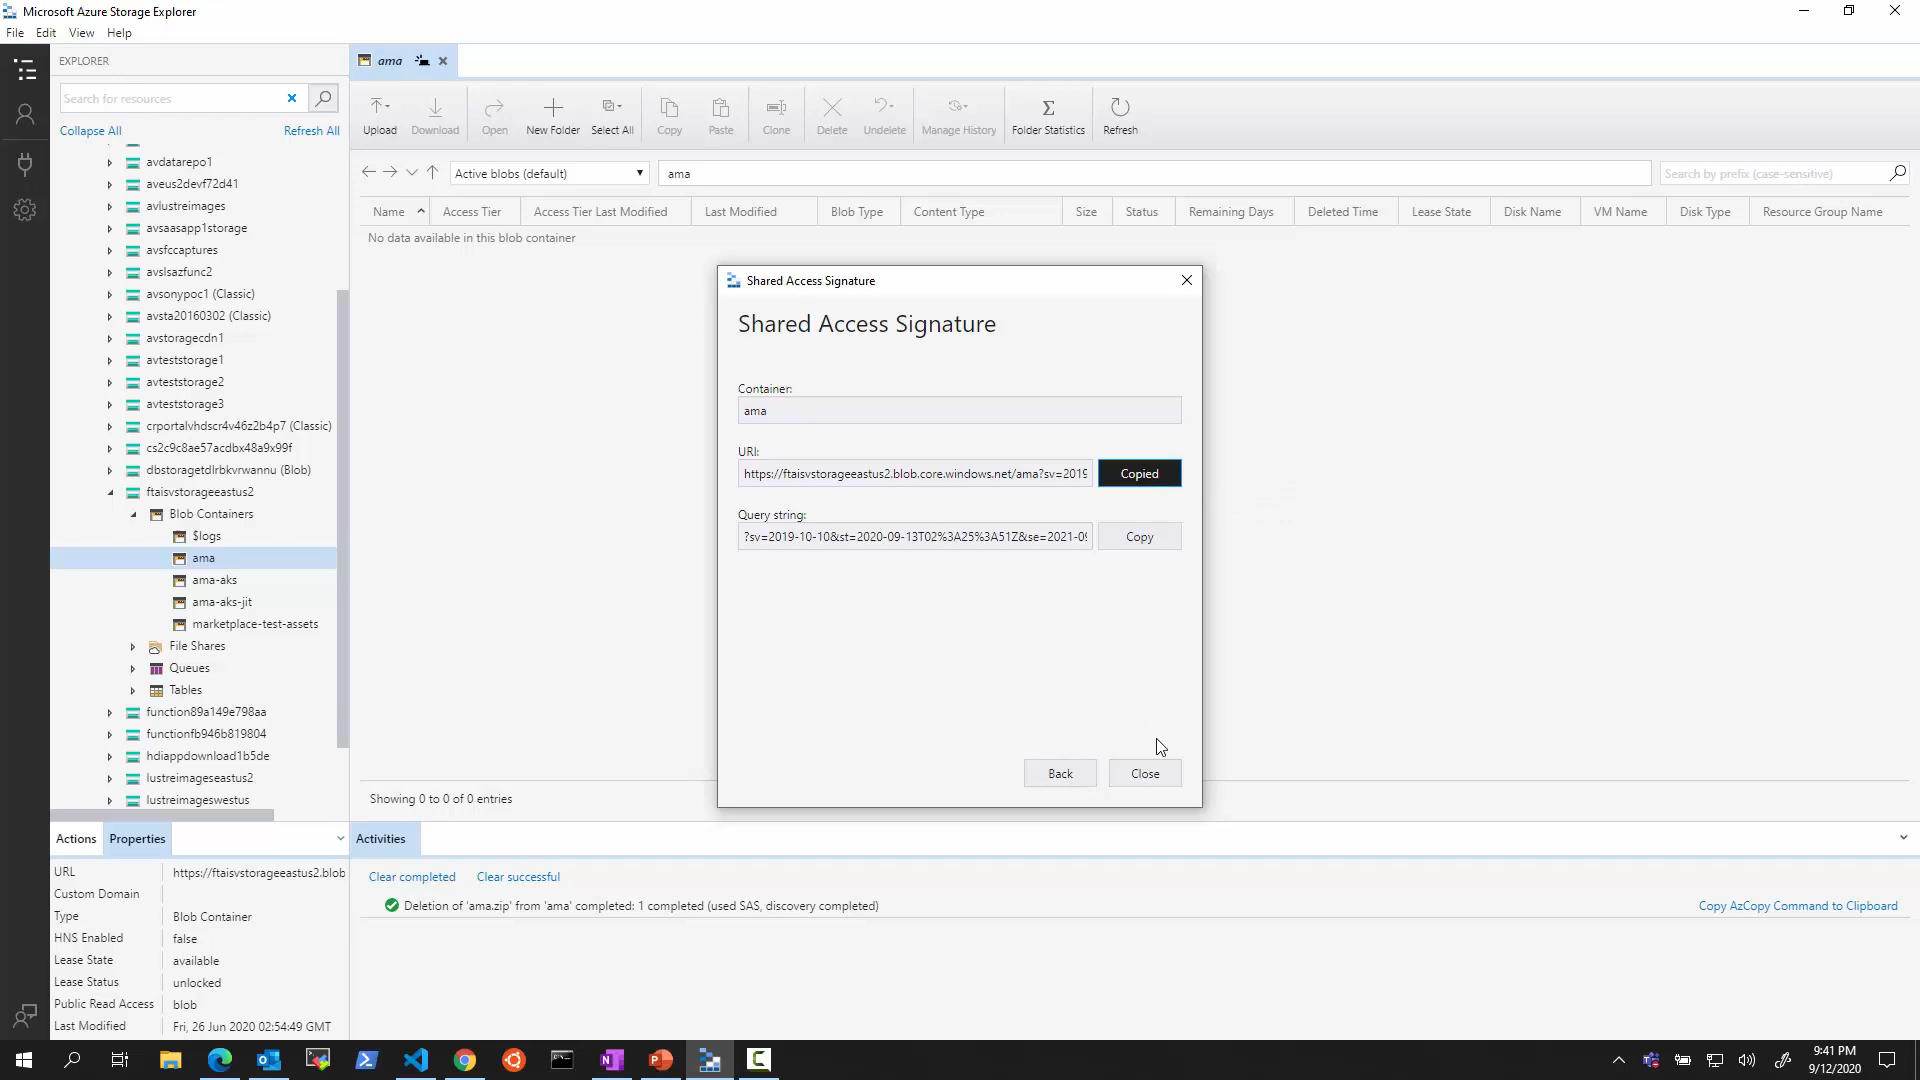 Microsoft Azure Storage Explorer
File Edit View Help
EXPLORER
Search for resources
Collapse All Refresh All
avdatarepo1
aveus2devf72d41
avlustreimages
avsaasapp1storage
avsfccaptures
avslsazfunc2
avsonypoc1 (Classic)
avsta20160302 (Classic)
avstoragecdn1
avteststorage1
avteststorage2
avteststorage3
crportalvhdscr4v46z2b4p7 (Classic)
cs2c9c8ae57acdbx48a9x99f
dbstoragetdlrbkvrwannu (Blob)
ftaisvstorageeastus2
Blob Containers
$logs
ama
ama-aks
ama-aks-jit
marketplace-test-assets
File Shares
Queues
Tables
function89a149e798aa
functionfb946b819804
hdiappdownload1b5de
lustreimageseastus2
lustreimageswestus
Actions Properties
URL https://ftaisvstorageeastus2.blob
Custom Domain
Type Blob Container
HNS Enabled false
Lease State available
Lease Status unlocked
Public Read Access blob
Last Modified Fri, 26 Jun 2020 02:54:49 GMT
ama
Upload Download Open New Folder Select All Copy Paste Clone Delete Undelete Manage History Folder Statistics Refresh
Active blobs (default) ama Search by prefix (case-sensitive)
Name Access Tier Access Tier Last Modified Last Modified Blob Type Content Type Size Status Remaining Days Deleted Time Lease State Disk Name VM Name Disk Type Resource Group Name
No data available in this blob container
Shared Access Signature
Shared Access Signature
Container:
ama
URI:
https://ftaisvstorageeastus2.blob.core.windows.net/ama?sv=2019 Copied
Query string:
?sv=2019-10-10&st=2020-09-13T02%3A25%3A51Z&se=2021-09 Copy
Back Close
Showing 0 to 0 of 0 entries
Activities
Clear completed Clear successful
Deletion of 'ama.zip' from 'ama' completed: 1 completed (used SAS, discovery completed) Copy AzCopy Command to Clipboard
9:41 PM
9/12/2020